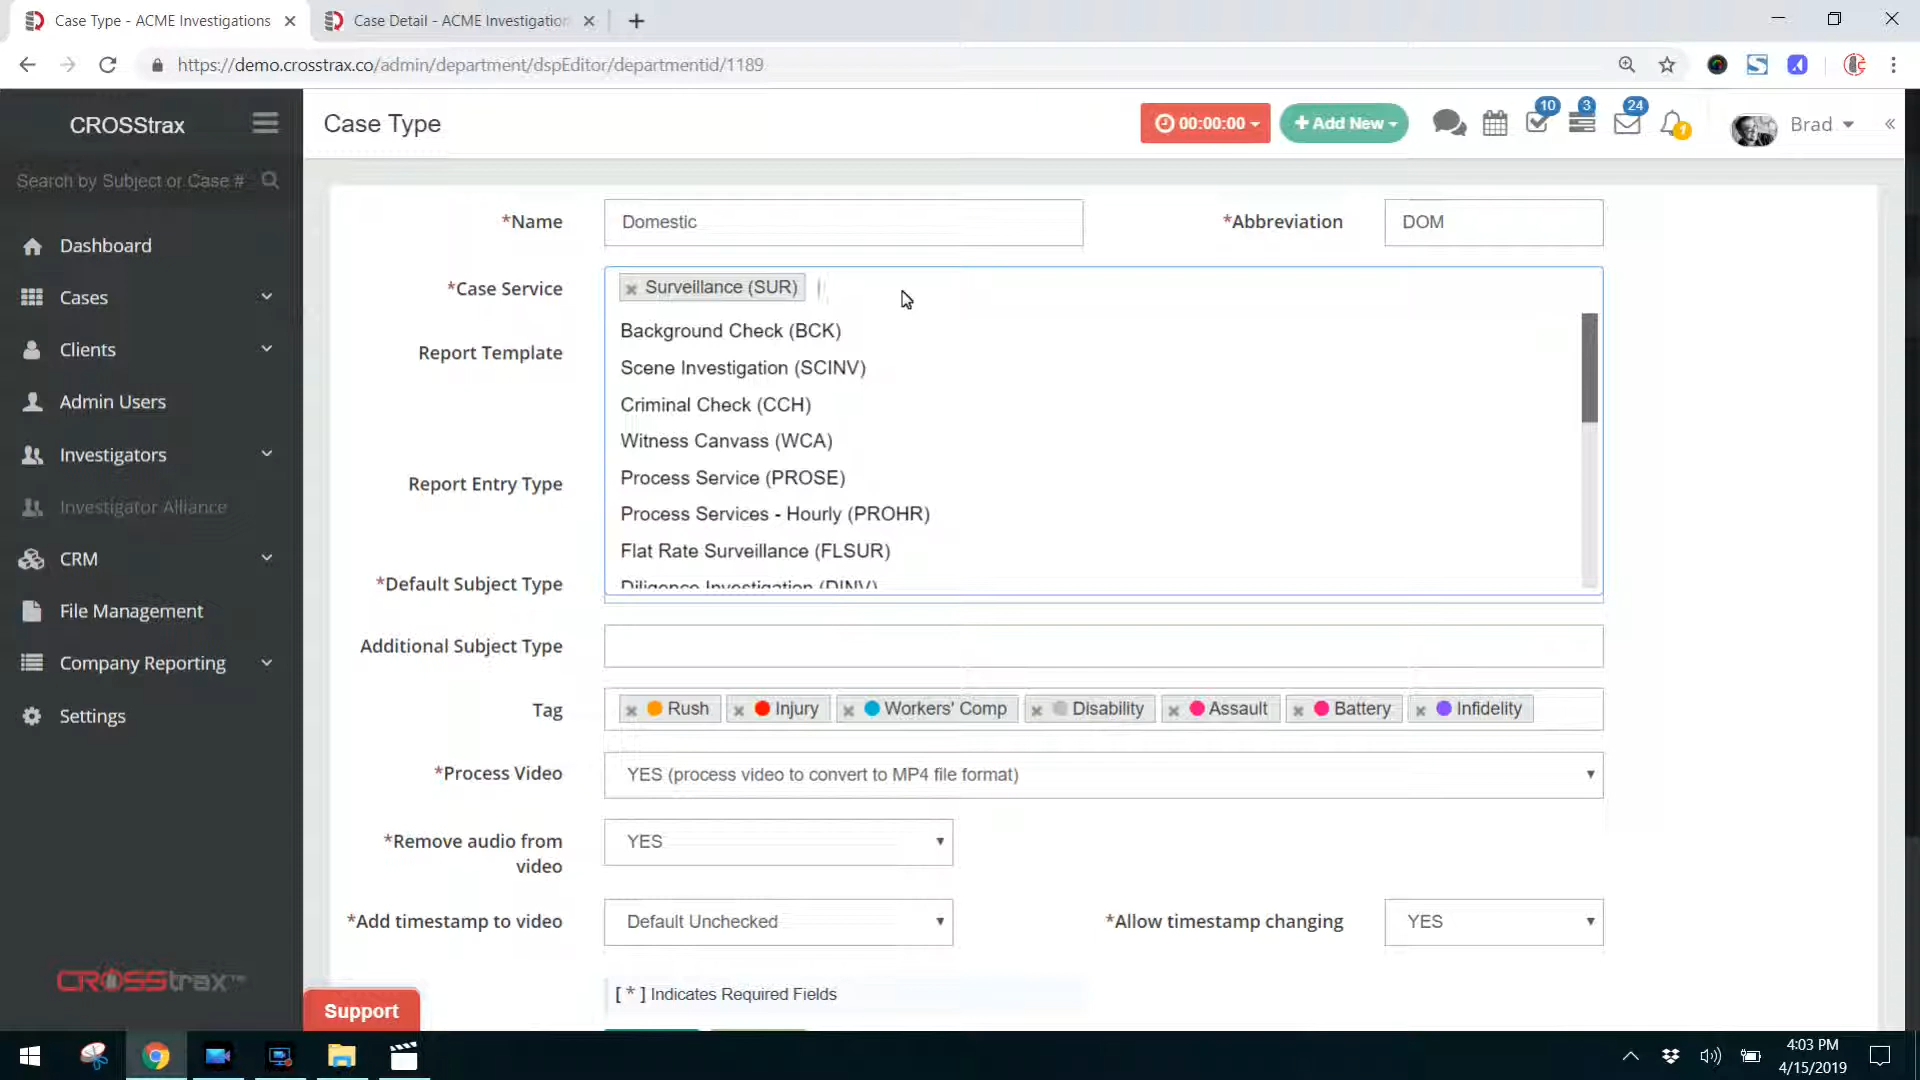 Case Type - ACME Investigations
Case Detail - ACME Investigation
https://demo.crosstrax.co/admin/department/dspEditor/departmentid/1189
CROSStrax
Case Type
00:00:00
+ Add New
10
3
24
1
Brad
Search by Subject or Case #
Dashboard
Cases
Clients
Admin Users
Investigators
Investigator Alliance
CRM
File Management
Company Reporting
Settings
CROSStrax™
Support
*Name
Domestic
*Abbreviation
DOM
*Case Service
Surveillance (SUR)
Background Check (BCK)
Scene Investigation (SCINV)
Criminal Check (CCH)
Witness Canvass (WCA)
Process Service (PROSE)
Process Services - Hourly (PROHR)
Flat Rate Surveillance (FLSUR)
Diligence Investigation (DINV)
Report Template
Report Entry Type
*Default Subject Type
Additional Subject Type
Tag
Rush
Injury
Workers' Comp
Disability
Assault
Battery
Infidelity
*Process Video
YES (process video to convert to MP4 file format)
*Remove audio from
video
YES
*Add timestamp to video
Default Unchecked
*Allow timestamp changing
YES
[ * ] Indicates Required Fields
4:03 PM
4/15/2019